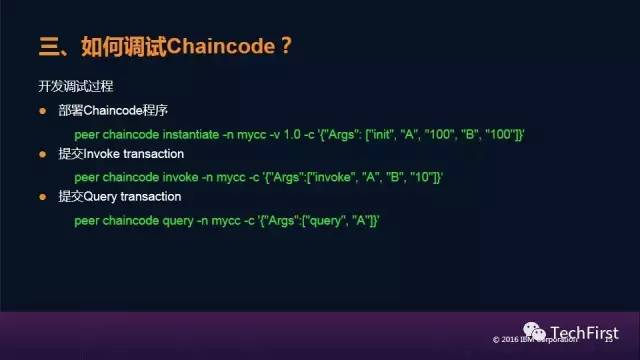 三、如何调试Chaincode？
开发调试过程
部署Chaincode程序
peer chaincode instantiate -n mycc -v 1.0 -c '{"Args": ["init", "A", "100", "B", "100"]}'
提交Invoke transaction
peer chaincode invoke -n mycc -c '{"Args":["invoke", "A", "B", "10"]}'
提交Query transaction
peer chaincode query -n mycc -c '{"Args":["query", "A"]}'
TechFirst
© 2016 IBM Corporation